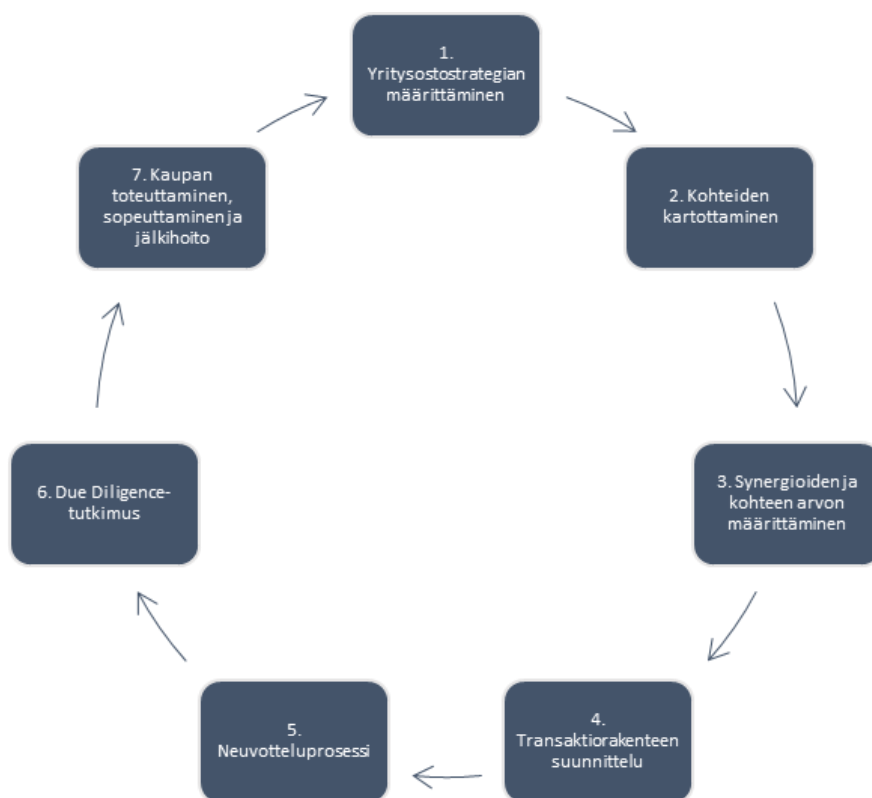 1.
Yritysostostrategian
määrittäminen
2. Kohteiden
kartottaminen
3. Synergioiden ja
kohteen arvon
määrittäminen
4.
Transaktiorakenteen
suunnittelu
5.
Neuvotteluprosessi
6. Due Diligence-
tutkimus
7. Kaupan
toteuttaminen,
sopeuttaminen ja
jälkihoito